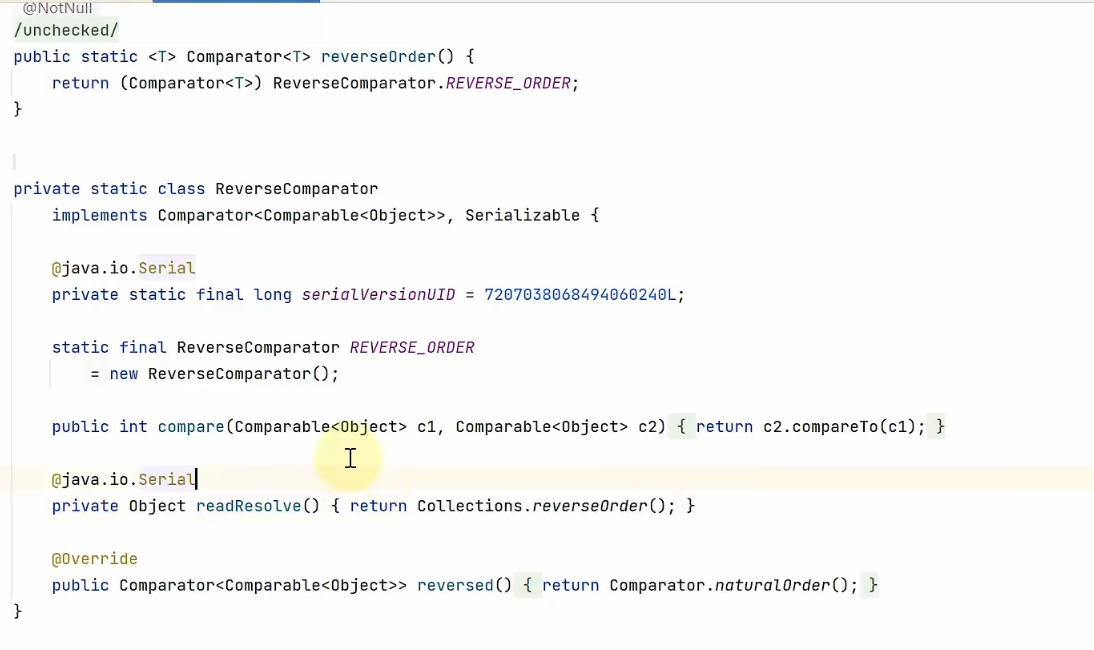 @NotNull
/unchecked/
public static <T> Comparator<T> reverseOrder() {
return (Comparator<T>) ReverseComparator.REVERSE_ORDER;
}
private static class ReverseComparator
implements Comparator<Comparable<Object>>, Serializable {
@java.io.Serial
private static final long serialVersionUID = 7207038068494060240L;
static final ReverseComparator REVERSE_ORDER
= new ReverseComparator();
public int compare(Comparable<Object> c1, Comparable<Object> c2) { return c2.compareTo(c1); }
@java.io.Serial
private Object readResolve() { return Collections.reverseOrder(); }
@Override
public Comparator<Comparable<Object>> reversed() { return Comparator.naturalOrder(); }
}